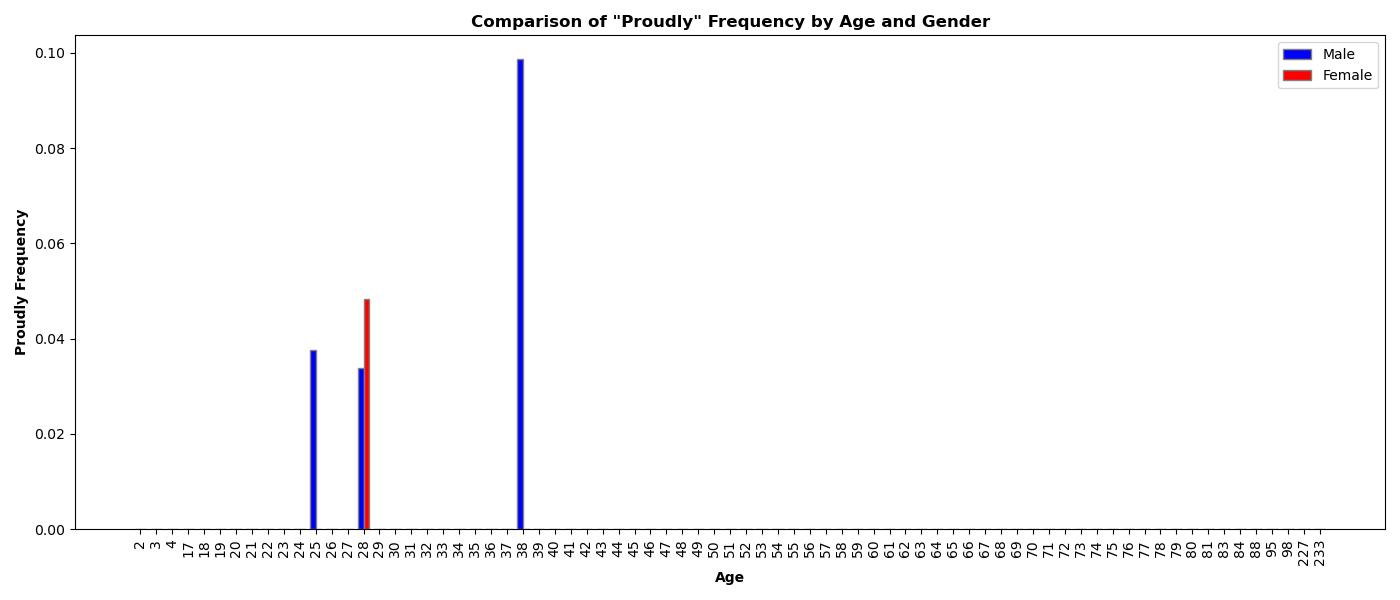 Comparison of "Proudly" Frequency by Age and Gender
Male
Female
Proudly Frequency
0.10
0.08
0.06
0.04
0.02
0.00
2 3 4 17 18 19 20 21 22 23 24 25 26 27 28 29 30 31 32 33 34 35 36 37 38 39 40 41 42 43 44 45 46 47 48 49 50 51 52 53 54 55 56 57 58 59 60 61 62 63 64 65 66 67 68 69 70 71 72 73 74 75 76 77 78 79 80 81 83 84 88 95 98 227 233
Age